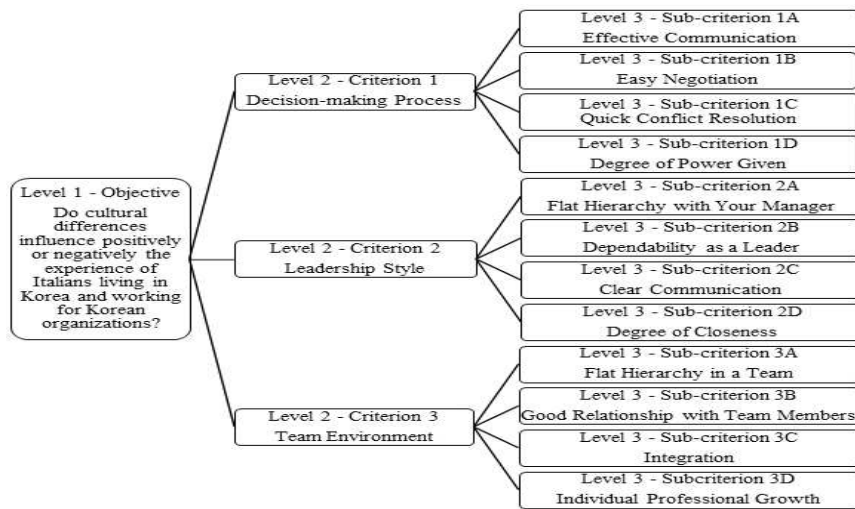 Level 1 - Objective
Do cultural
differences
influence positively
or negatively the
experience of
Italians living in
Korea and working
for Korean
organizations?
Level 2 - Criterion 1
Decision-making Process
Level 3 - Sub-criterion 1A
Effective Communication
Level 3 - Sub-criterion 1B
Easy Negotiation
Level 3 - Sub-criterion 1C
Quick Conflict Resolution
Level 3 - Sub-criterion 1D
Degree of Power Given
Level 2 - Criterion 2
Leadership Style
Level 3 - Sub-criterion 2A
Flat Hierarchy with Your Manager
Level 3 - Sub-criterion 2B
Dependability as a Leader
Level 3 - Sub-criterion 2C
Clear Communication
Level 3 - Sub-criterion 2D
Degree of Closeness
Level 2 - Criterion 3
Team Environment
Level 3 - Sub-criterion 3A
Flat Hierarchy in a Team
Level 3 - Sub-criterion 3B
Good Relationship with Team Members
Level 3 - Sub-criterion 3C
Integration
Level 3 - Subcriterion 3D
Individual Professional Growth